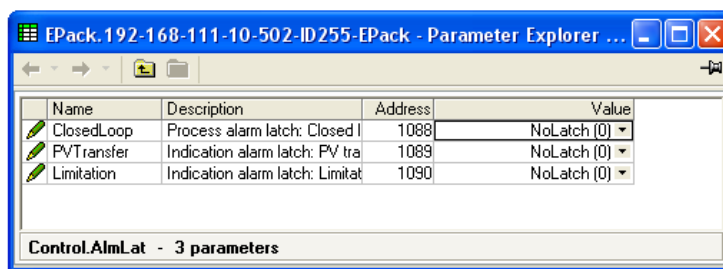 EPack.192-168-111-10-502-ID255-EPack - Parameter Explorer ...
Name Description Address Value
ClosedLoop Process alarm latch: Closed l 1088 NoLatch (0)
PVTransfer Indication alarm latch: PV tra 1089 NoLatch (0)
Limitation Indication alarm latch: Limitat 1090 NoLatch (0)
Control.AlmLat - 3 parameters